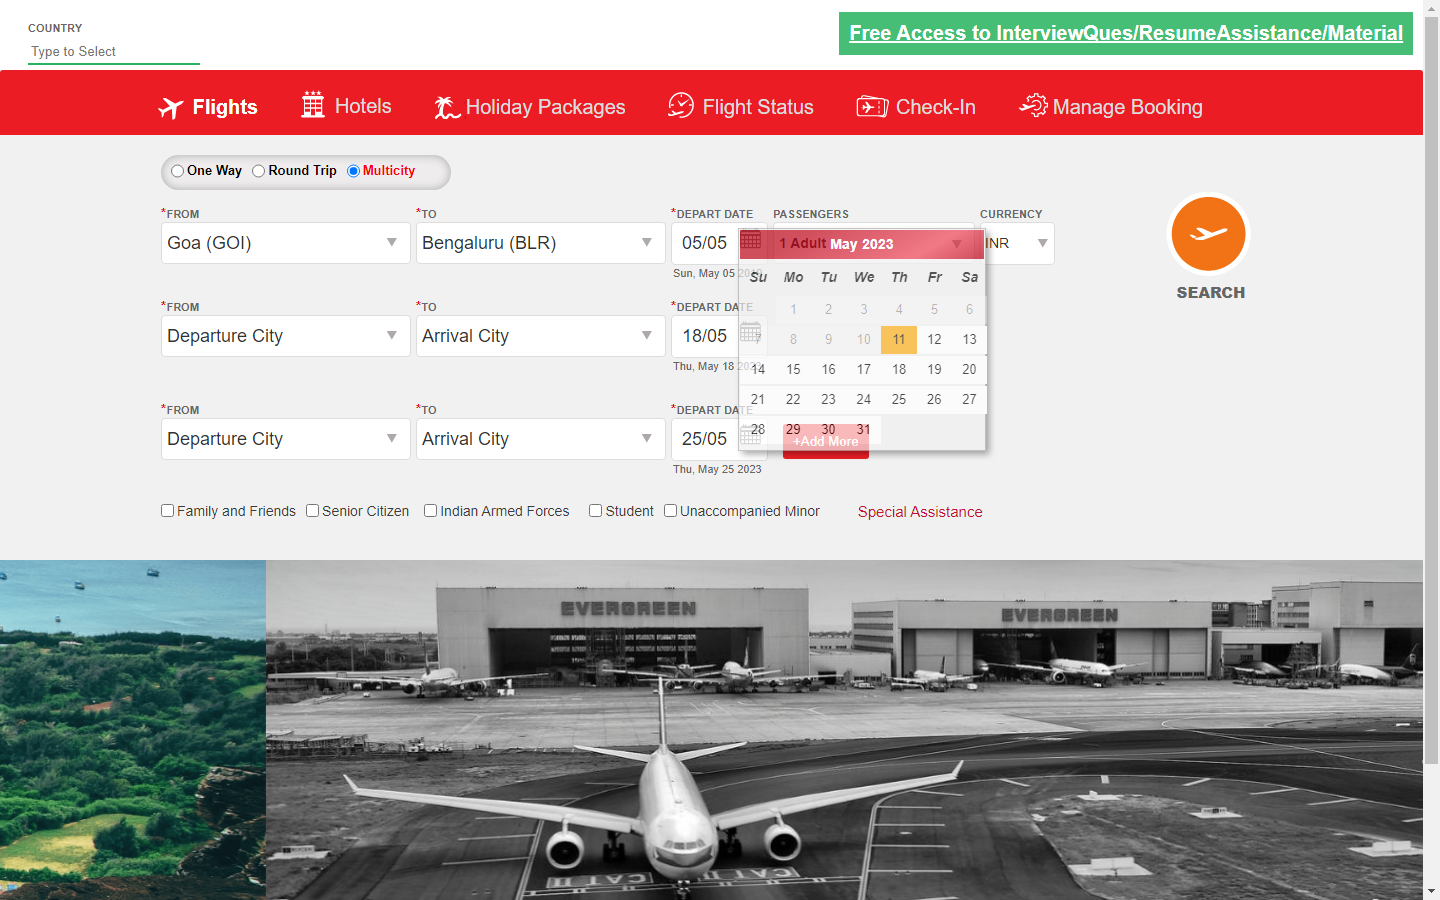 COUNTRY
Type to Select
Free Access to InterviewQues/ResumeAssistance/Material
Flights
Hotels
Holiday Packages
Flight Status
Check-In
Manage Booking
One Way
Round Trip
Multicity
*FROM
*TO
*DEPART DATE
PASSENGERS
CURRENCY
Goa (GOI)
Bengaluru (BLR)
05/05
1 Adult
INR
Sun, May 05 2019
SEARCH
May 2023
Su Mo Tu We Th Fr Sa
1 2 3 4 5 6
7 8 9 10 11 12 13
14 15 16 17 18 19 20
21 22 23 24 25 26 27
28 29 30 31
*FROM
*TO
*DEPART DATE
Departure City
Arrival City
18/05
Thu, May 18 2023
*FROM
*TO
*DEPART DATE
Departure City
Arrival City
25/05
+Add More
Thu, May 25 2023
Family and Friends
Senior Citizen
Indian Armed Forces
Student
Unaccompanied Minor
Special Assistance
EVERGREEN
EVERGREEN
CAT III
CAT III